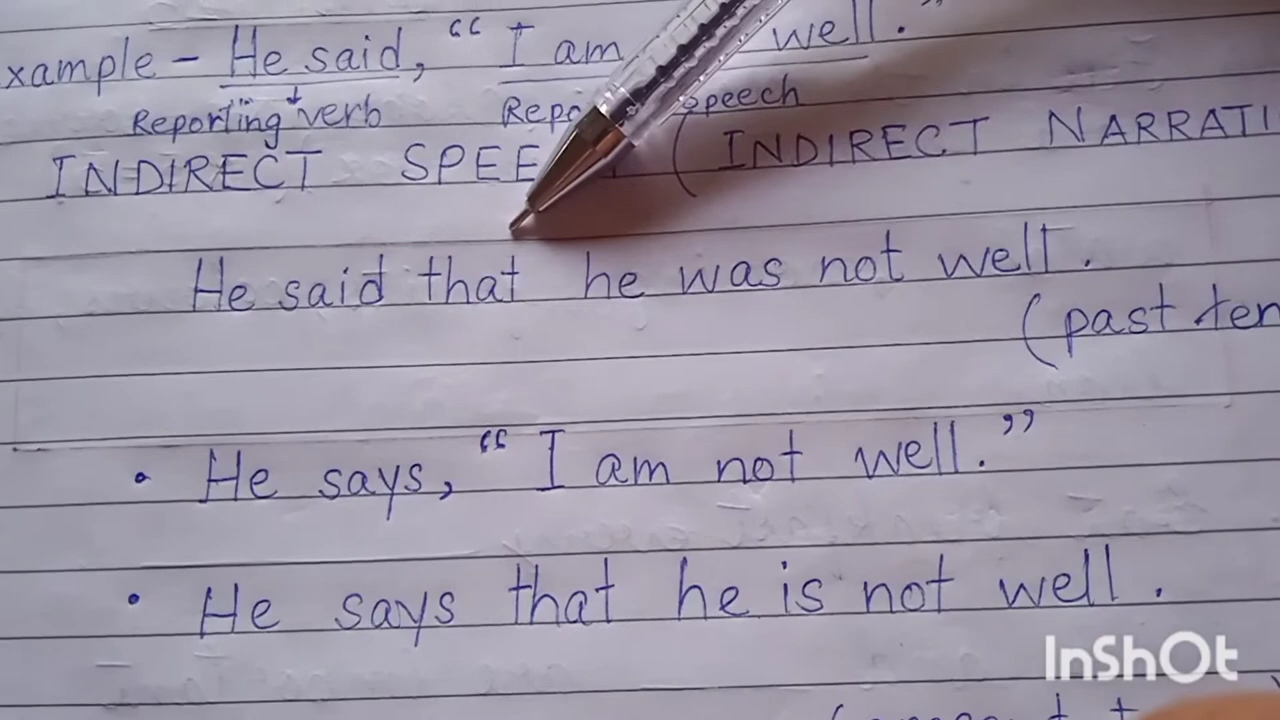 xample - He said, “ I am well.”
Reporting verb speech
INDIRECT SPEE ( INDIRECT NARRATI
He said that he was not well.
(past ten
• He says, “ I am not well.”
• He says that he is not well.
InShOt